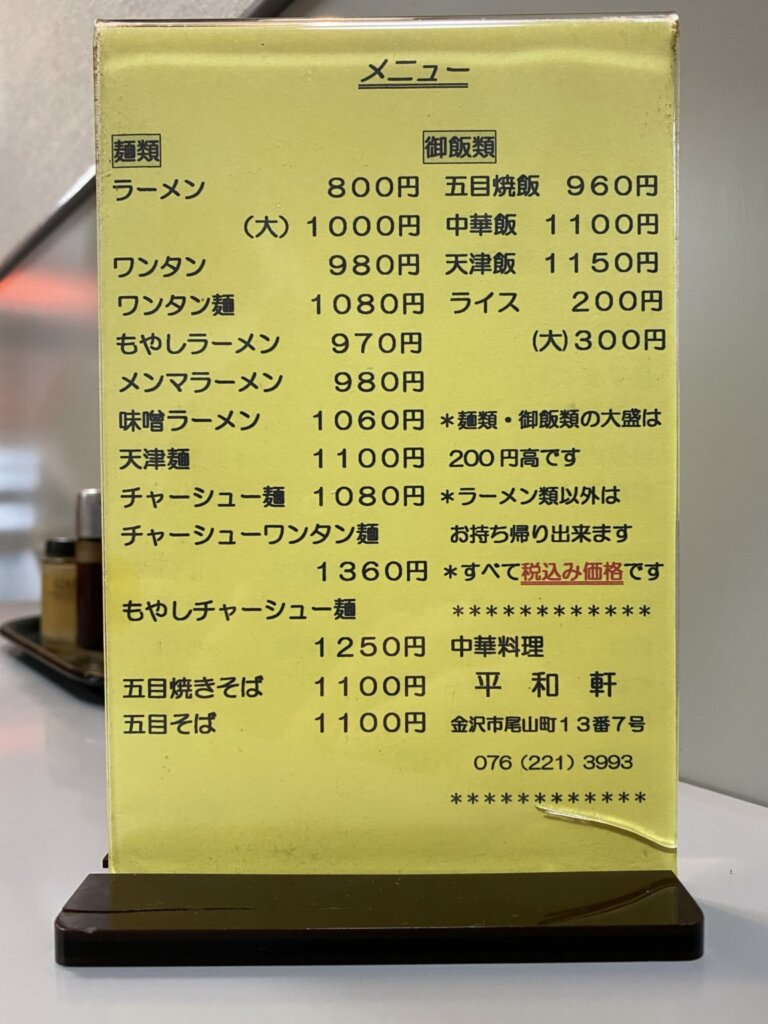 メニュー
麺類
ラーメン ８００円
（大）１０００円
ワンタン ９８０円
ワンタン麺 １０８０円
もやしラーメン ９７０円
メンマラーメン ９８０円
味噌ラーメン １０６０円
天津麺 １１００円
チャーシュー麺 １０８０円
チャーシューワンタン麺
１３６０円
もやしチャーシュー麺
１２５０円
五目焼きそば １１００円
五目そば １１００円
御飯類
五目焼飯 ９６０円
中華飯 １１００円
天津飯 １１５０円
ライス ２００円
(大)３００円
＊麺類・御飯類の大盛は
200円高です
＊ラーメン類以外は
お持ち帰り出来ます
＊すべて税込み価格です
＊＊＊＊＊＊＊＊＊＊＊＊
中華料理
平和軒
金沢市尾山町１３番７号
076（221）3993
＊＊＊＊＊＊＊＊＊＊＊＊